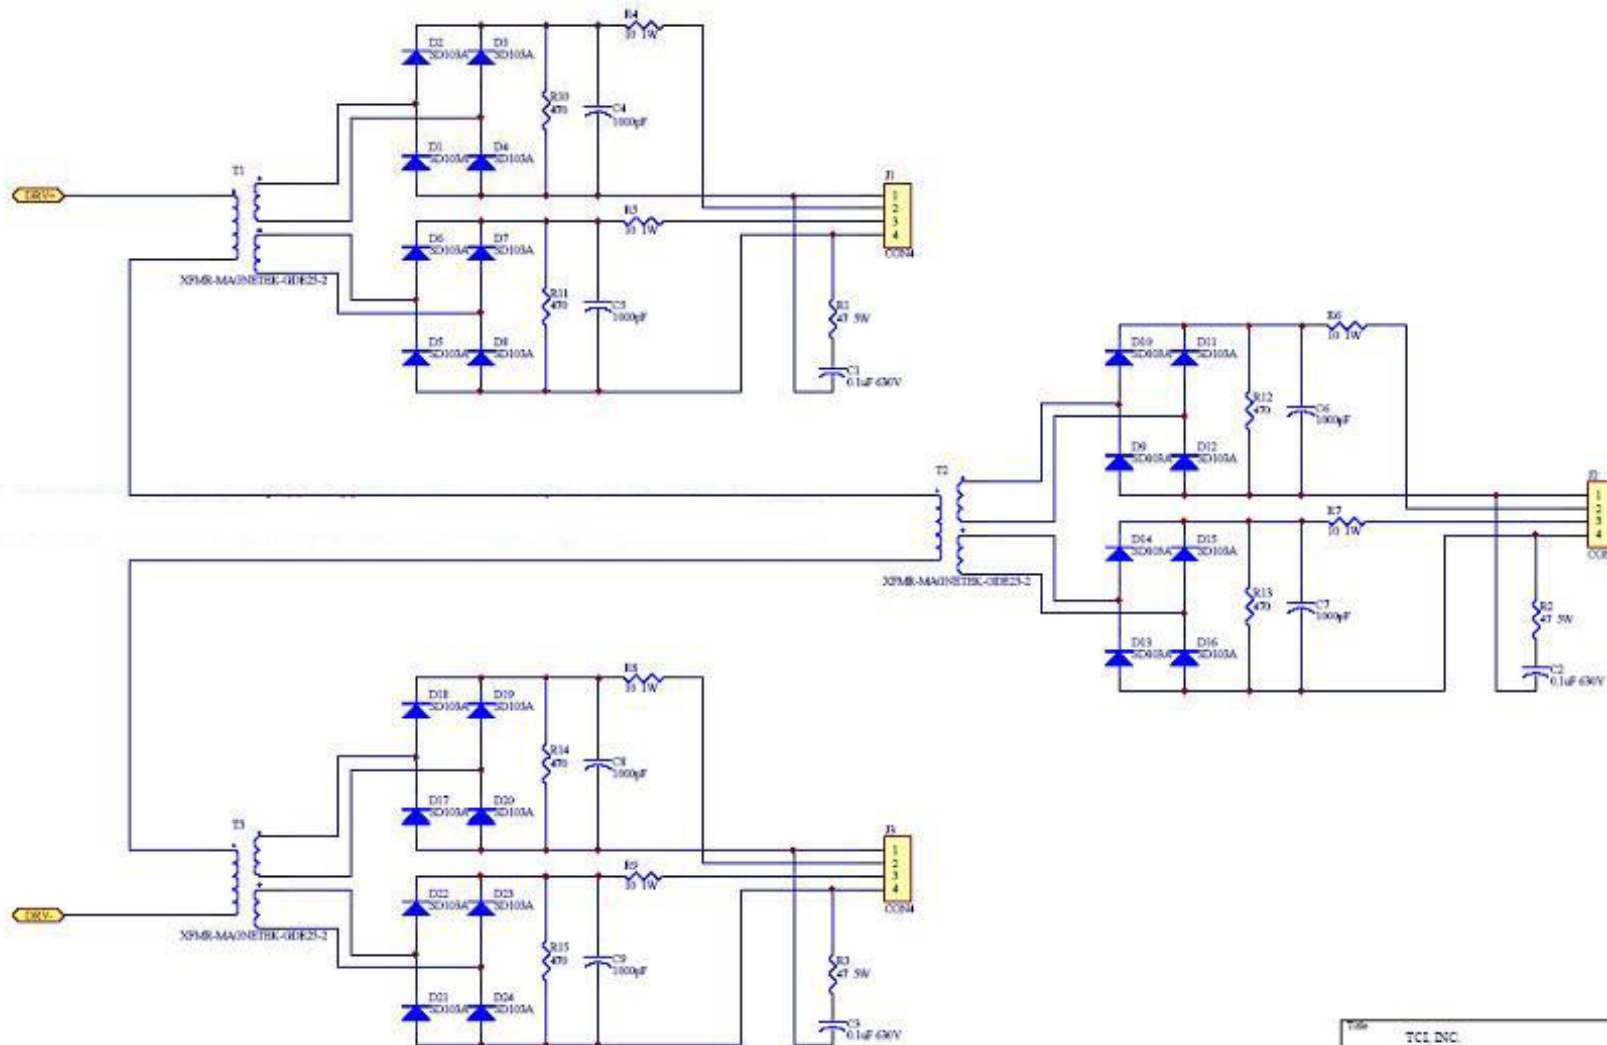 R4
10 1W
D2
SD103A
D3
SD103A
R10
470
C4
1000pF
D1
SD103A
D4
SD103A
T1
DRV+
J1
1
2
3
4
CON4
R5
10 1W
D6
SD103A
D7
SD103A
XFMR-MAGNETEK-GDE25-2
R11
470
C5
1000pF
D5
SD103A
D8
SD103A
R1
47 5W
C1
0.1uF 630V
R6
10 1W
D10
SD103A
D11
SD103A
R12
470
C6
1000pF
D9
SD103A
D12
SD103A
T2
1
2
3
4
R7
10 1W
D14
SD103A
D15
SD103A
XFMR-MAGNETEK-GDE25-2
R13
470
C7
1000pF
D13
SD103A
D16
SD103A
R2
47 5W
C2
0.1uF 630V
R8
10 1W
D18
SD103A
D19
SD103A
R14
470
C8
1000pF
D17
SD103A
D20
SD103A
T3
J3
1
2
3
4
CON4
R9
10 1W
D22
SD103A
D23
SD103A
DRV-
XFMR-MAGNETEK-GDE25-2
R15
470
C9
1000pF
D21
SD103A
D24
SD103A
R3
47 5W
C3
0.1uF 630V
Title
TCI, INC.